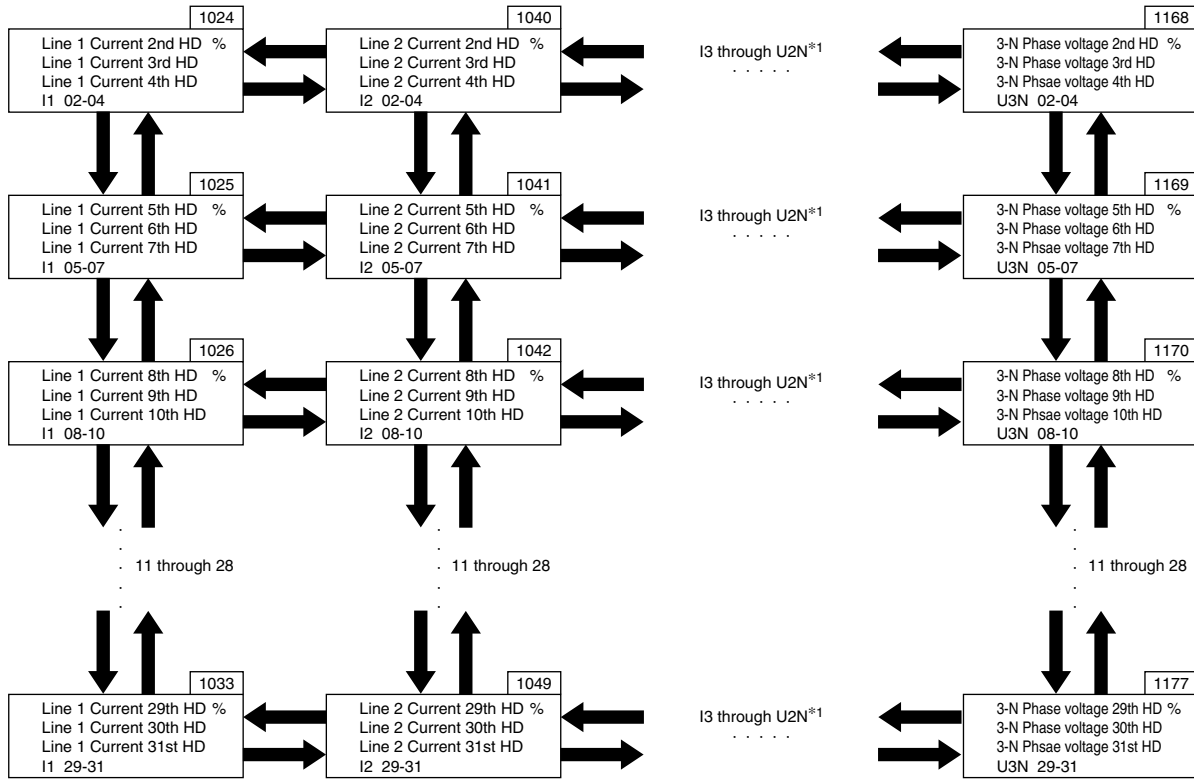 1024
Line 1 Current 2nd HD %
Line 1 Current 3rd HD
Line 1 Current 4th HD
I1 02-04
1040
Line 2 Current 2nd HD %
Line 2 Current 3rd HD
Line 2 Current 4th HD
I2 02-04
I3 through U2N*1
. . . . .
1168
3-N Phase voltage 2nd HD %
3-N Phase voltage 3rd HD
3-N Phsae voltage 4th HD
U3N 02-04
1025
Line 1 Current 5th HD %
Line 1 Current 6th HD
Line 1 Current 7th HD
I1 05-07
1041
Line 2 Current 5th HD %
Line 2 Current 6th HD
Line 2 Current 7th HD
I2 05-07
I3 through U2N*1
. . . . .
1169
3-N Phase voltage 5th HD %
3-N Phase voltage 6th HD
3-N Phsae voltage 7th HD
U3N 05-07
1026
Line 1 Current 8th HD %
Line 1 Current 9th HD
Line 1 Current 10th HD
I1 08-10
1042
Line 2 Current 8th HD %
Line 2 Current 9th HD
Line 2 Current 10th HD
I2 08-10
I3 through U2N*1
. . . . .
1170
3-N Phase voltage 8th HD %
3-N Phase voltage 9th HD
3-N Phsae voltage 10th HD
U3N 08-10
11 through 28
11 through 28
11 through 28
1033
Line 1 Current 29th HD %
Line 1 Current 30th HD
Line 1 Current 31st HD
I1 29-31
1049
Line 2 Current 29th HD %
Line 2 Current 30th HD
Line 2 Current 31st HD
I2 29-31
I3 through U2N*1
. . . . .
1177
3-N Phase voltage 29th HD %
3-N Phase voltage 30th HD
3-N Phsae voltage 31st HD
U3N 29-31